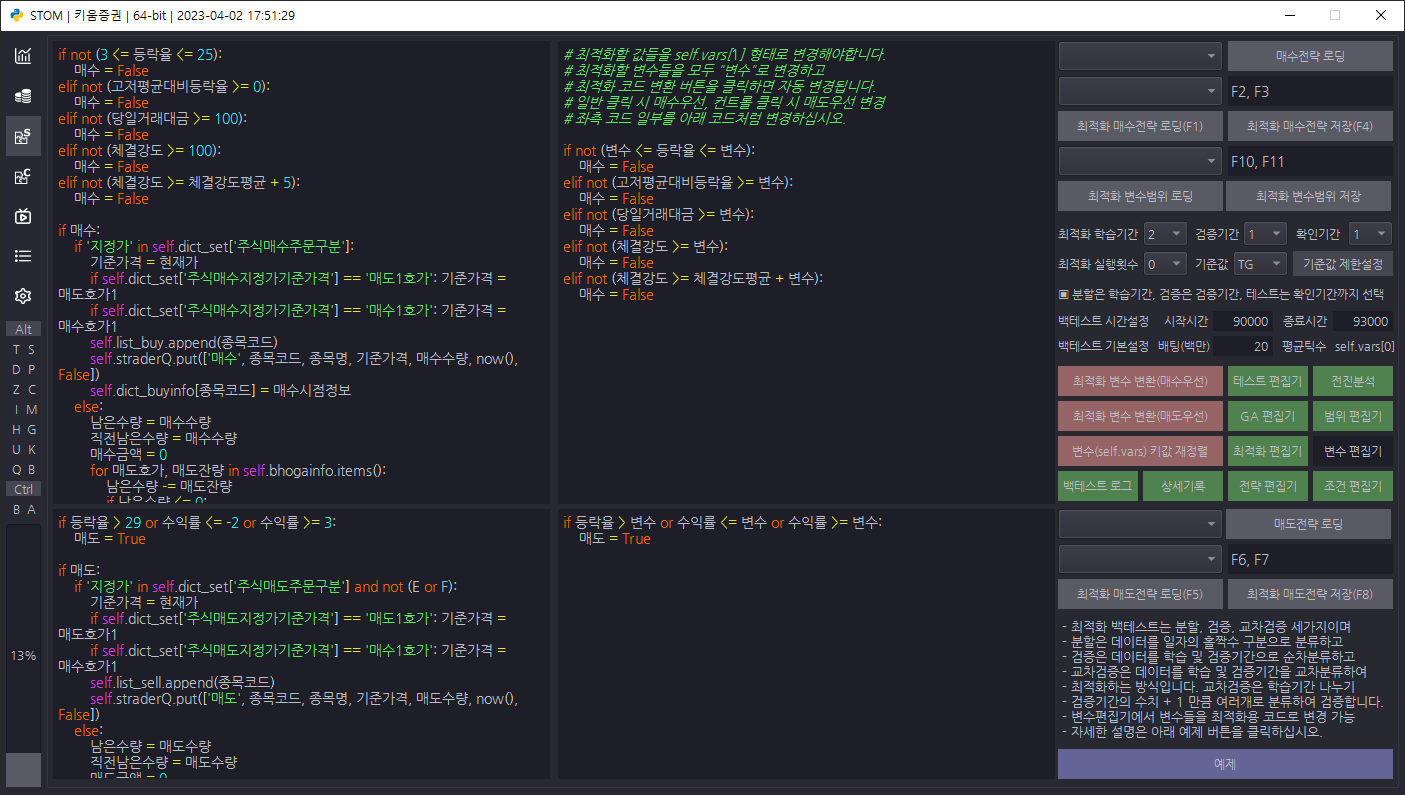 STOM | 키움증권 | 64-bit | 2023-04-02 17:51:29
Alt
T S
D P
Z C
I M
H G
U K
Q B
Ctrl
B A
13%
if not (3 <= 등락율 <= 25):
매수 = False
elif not (고저평균대비등락율 >= 0):
매수 = False
elif not (당일거래대금 >= 100):
매수 = False
elif not (체결강도 >= 100):
매수 = False
elif not (체결강도 >= 체결강도평균 + 5):
매수 = False
if 매수:
if '지정가' in self.dict_set['주식매수주문구분']:
기준가격 = 현재가
if self.dict_set['주식매수지정가기준가격'] == '매도1호가': 기준가격 =
매도호가1
if self.dict_set['주식매수지정가기준가격'] == '매수1호가': 기준가격 =
매수호가1
self.list_buy.append(종목코드)
self.straderQ.put(['매수', 종목코드, 종목명, 기준가격, 매수수량, now(),
False])
self.dict_buyinfo[종목코드] = 매수시점정보
else:
남은수량 = 매수수량
직전남은수량 = 매수수량
매수금액 = 0
for 매도호가, 매도잔량 in self.bhogainfo.items():
남은수량 -= 매도잔량
if 남은수량 <= 0:
# 최적화할 값들을 self.vars[\] 형태로 변경해야합니다.
# 최적화할 변수들을 모두 "변수"로 변경하고
# 최적화 코드 변환 버튼을 클릭하면 자동 변경됩니다.
# 일반 클릭 시 매수우선, 컨트롤 클릭 시 매도우선 변경
# 좌측 코드 일부를 아래 코드처럼 변경하십시오.
if not (변수 <= 등락율 <= 변수):
매수 = False
elif not (고저평균대비등락율 >= 변수):
매수 = False
elif not (당일거래대금 >= 변수):
매수 = False
elif not (체결강도 >= 변수):
매수 = False
elif not (체결강도 >= 체결강도평균 + 변수):
매수 = False
매수전략 로딩
F2, F3
최적화 매수전략 로딩(F1) 최적화 매수전략 저장(F4)
F10, F11
최적화 변수범위 로딩 최적화 변수범위 저장
최적화 학습기간 2 검증기간 1 확인기간 1
최적화 실행횟수 0 기준값 TG 기준값 제한설정
분할은 학습기간, 검증은 검증기간, 테스트는 확인기간까지 선택
백테스트 시간설정 시작시간 90000 종료시간 93000
백테스트 기본설정 배팅(백만) 20 평균틱수 self.vars[0]
최적화 변수 변환(매수우선) 테스트 편집기 전진분석
최적화 변수 변환(매도우선) GA 편집기 범위 편집기
변수(self.vars) 키값 재정렬 최적화 편집기 변수 편집기
백테스트 로그 상세기록 전략 편집기 조건 편집기
if 등락율 > 29 or 수익률 <= -2 or 수익률 >= 3:
매도 = True
if 매도:
if '지정가' in self.dict_set['주식매도주문구분'] and not (E or F):
기준가격 = 현재가
if self.dict_set['주식매도지정가기준가격'] == '매도1호가': 기준가격 =
매도호가1
if self.dict_set['주식매도지정가기준가격'] == '매수1호가': 기준가격 =
매수호가1
self.list_sell.append(종목코드)
self.straderQ.put(['매도', 종목코드, 종목명, 기준가격, 매도수량, now(),
False])
else:
남은수량 = 매도수량
직전남은수량 = 매도수량
매도금액 = 0
if 등락율 > 변수 or 수익률 <= 변수 or 수익률 >= 변수:
매도 = True
매도전략 로딩
F6, F7
최적화 매도전략 로딩(F5) 최적화 매도전략 저장(F8)
- 최적화 백테스트는 분할, 검증, 교차검증 세가지이며
- 분할은 데이터를 일자의 홀짝수 구분으로 분류하고
- 검증은 데이터를 학습 및 검증기간으로 순차분류하고
- 교차검증은 데이터를 학습 및 검증기간을 교차분류하여
- 최적화하는 방식입니다. 교차검증은 학습기간 나누기
- 검증기간의 수치 + 1 만큼 여러개로 분류하여 검증합니다.
- 변수편집기에서 변수들을 최적화용 코드로 변경 가능
- 자세한 설명은 아래 예제 버튼을 클릭하십시오.
예제